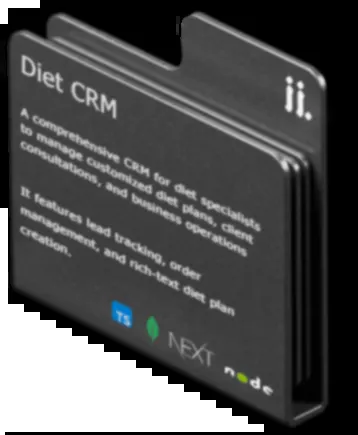 Diet CRM
ii.
A comprehensive CRM for diet specialists
to manage customized diet plans, client
consultations, and business operations
It features lead tracking, order
management, and rich-text diet plan
creation.
TS
NEXT
node